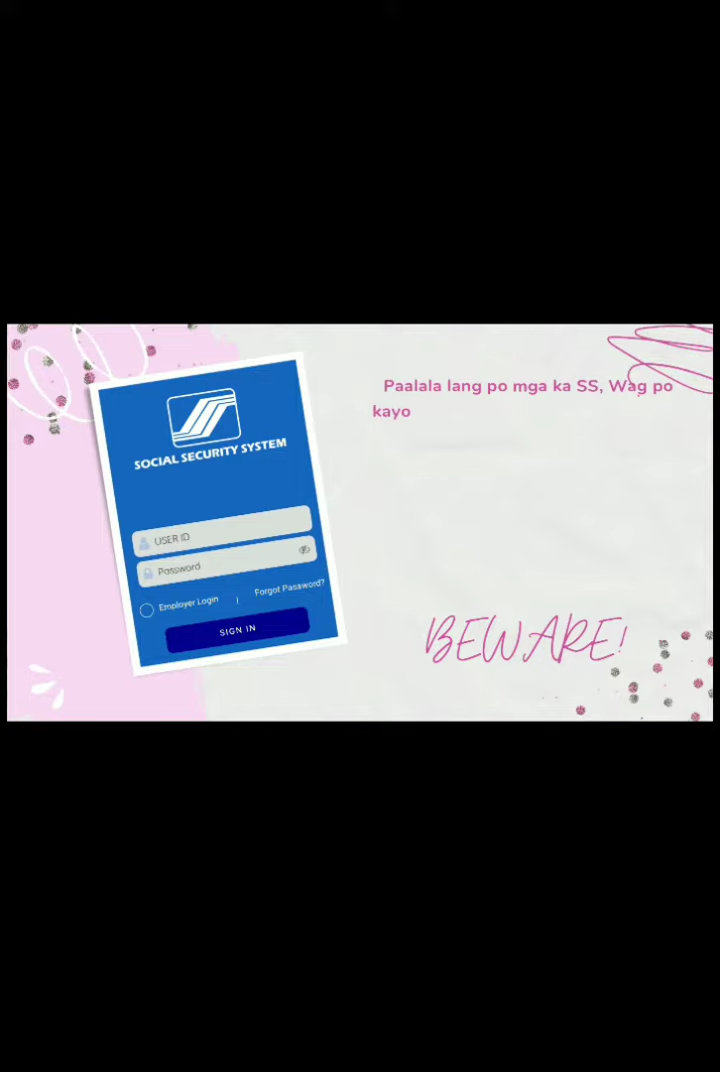 SOCIAL SECURITY SYSTEM
USER ID
Password
Employer Login | Forgot Password?
SIGN IN
Paalala lang po mga ka SS, Wag po
kayo
BEWARE!